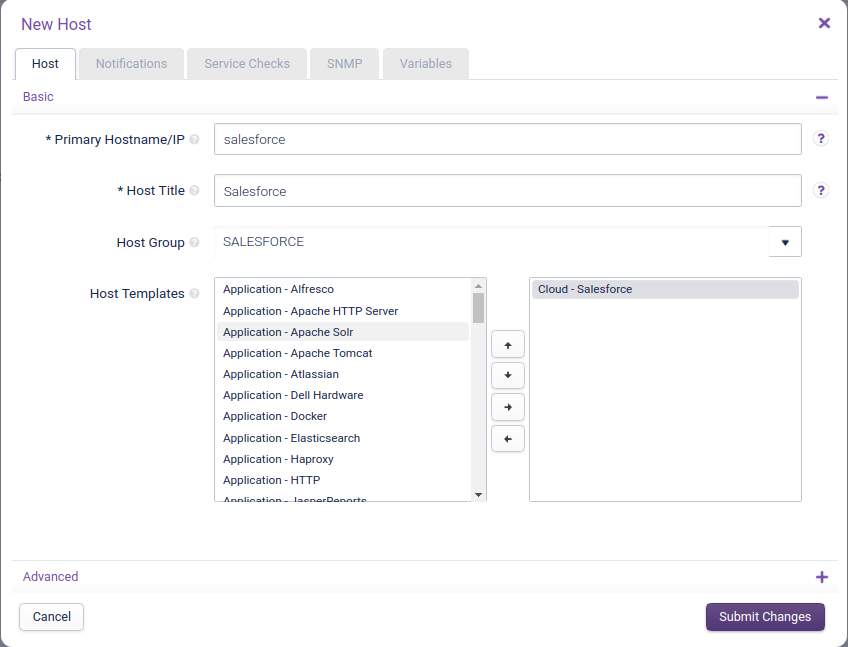 New Host
Host Notifications Service Checks SNMP Variables
Basic
* Primary Hostname/IP ? salesforce ?
* Host Title ? Salesforce ?
Host Group ? SALESFORCE
Host Templates ?
Application - Alfresco
Application - Apache HTTP Server
Application - Apache Solr
Application - Apache Tomcat
Application - Atlassian
Application - Dell Hardware
Application - Docker
Application - Elasticsearch
Application - Haproxy
Application - HTTP
Application - JasperReports
Cloud - Salesforce
Advanced
Cancel Submit Changes